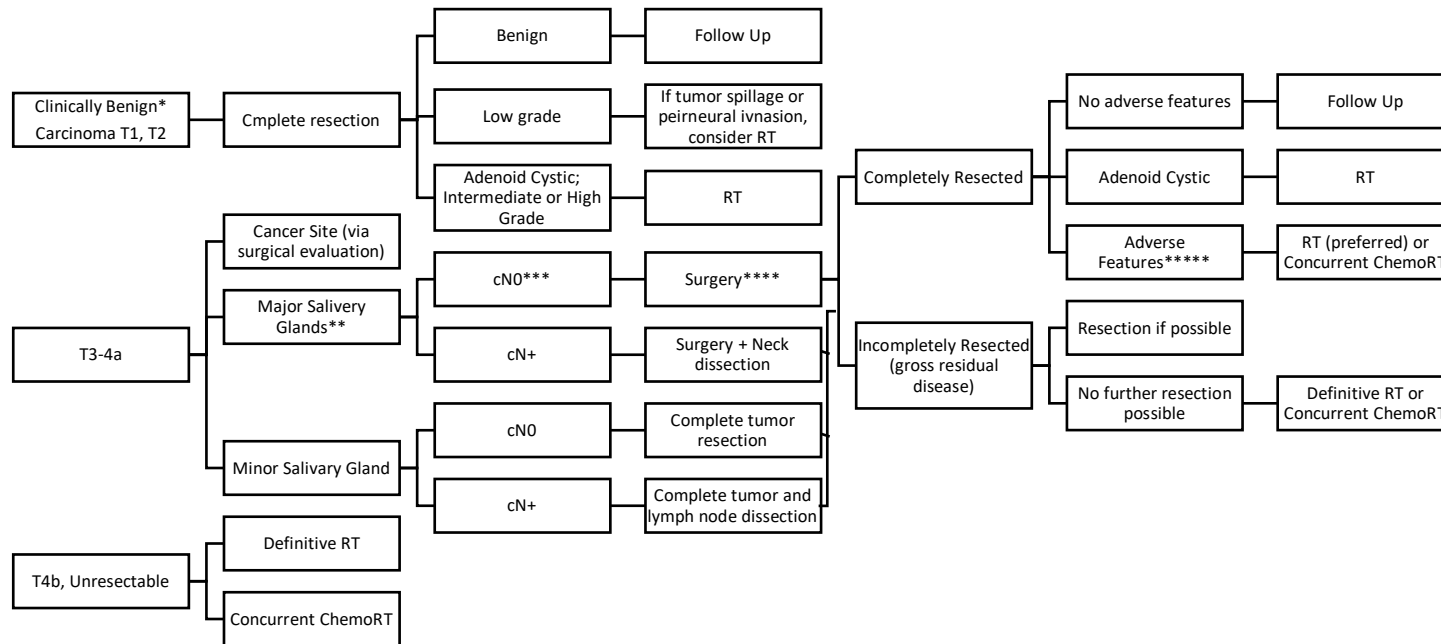 Clinically Benign*
Carcinoma T1, T2
Cmplete resection
Benign
Follow Up
Low grade
If tumor spillage or
peirneural ivnasion,
consider RT
Adenoid Cystic;
Intermediate or High
Grade
RT
T3-4a
Cancer Site (via
surgical evaluation)
Major Salivery
Glands**
cN0***
Surgery****
cN+
Surgery + Neck
dissection
Minor Salivary Gland
cN0
Complete tumor
resection
cN+
Complete tumor and
lymph node dissection
Completely Resected
No adverse features
Follow Up
Adenoid Cystic
RT
Adverse
Features*****
RT (preferred) or
Concurrent ChemoRT
Incompletely Resected
(gross residual
disease)
Resection if possible
No further resection
possible
Definitive RT or
Concurrent ChemoRT
T4b, Unresectable
Definitive RT
Concurrent ChemoRT